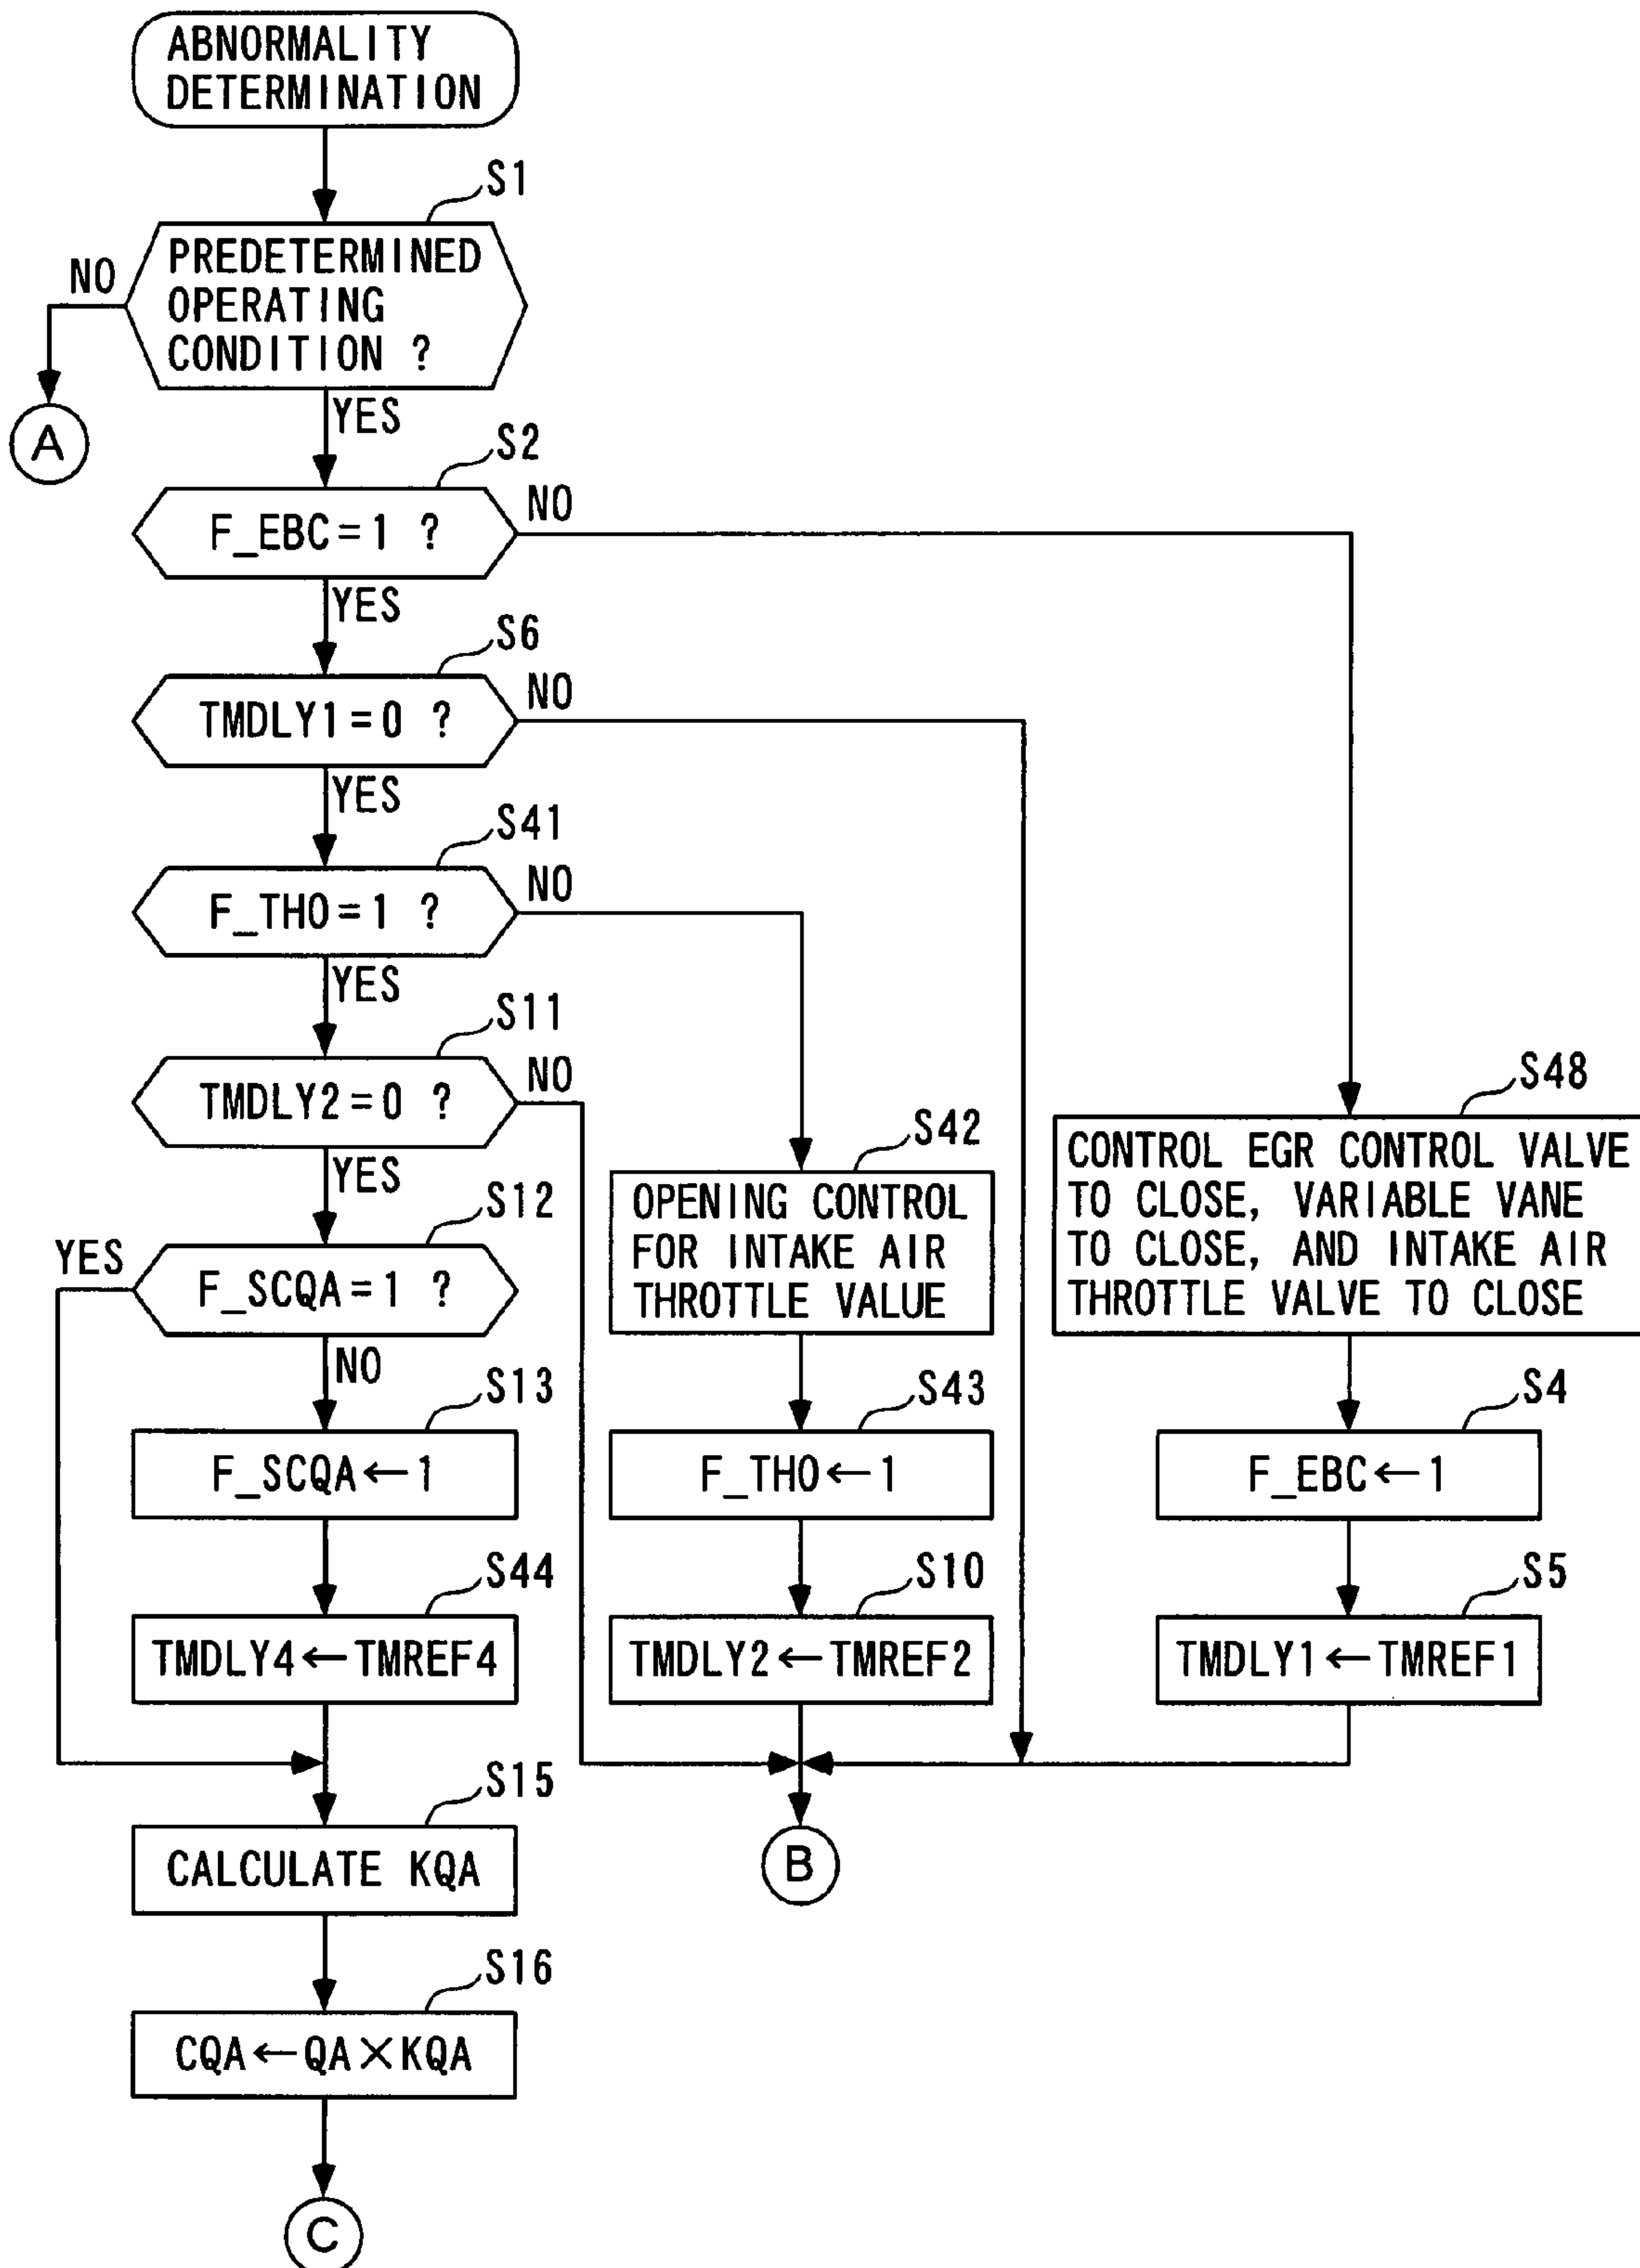 ABNORMALITY
DETERMINATION
S1
PREDETERMINED
OPERATING
CONDITION ?
NO
A
YES
S2
F_EBC=1 ?
NO
YES
S6
TMDLY1=0 ?
NO
YES
S41
F_THO=1 ?
NO
YES
S11
TMDLY2=0 ?
NO
YES
S12
F_SCQA=1 ?
YES
NO
S13
F_SCQA←1
S44
TMDLY4←TMREF4
S42
OPENING CONTROL
FOR INTAKE AIR
THROTTLE VALUE
S43
F_THO←1
S10
TMDLY2←TMREF2
S48
CONTROL EGR CONTROL VALVE
TO CLOSE, VARIABLE VANE
TO CLOSE, AND INTAKE AIR
THROTTLE VALVE TO CLOSE
S4
F_EBC←1
S5
TMDLY1←TMREF1
B
S15
CALCULATE KQA
S16
CQA←QA×KQA
C